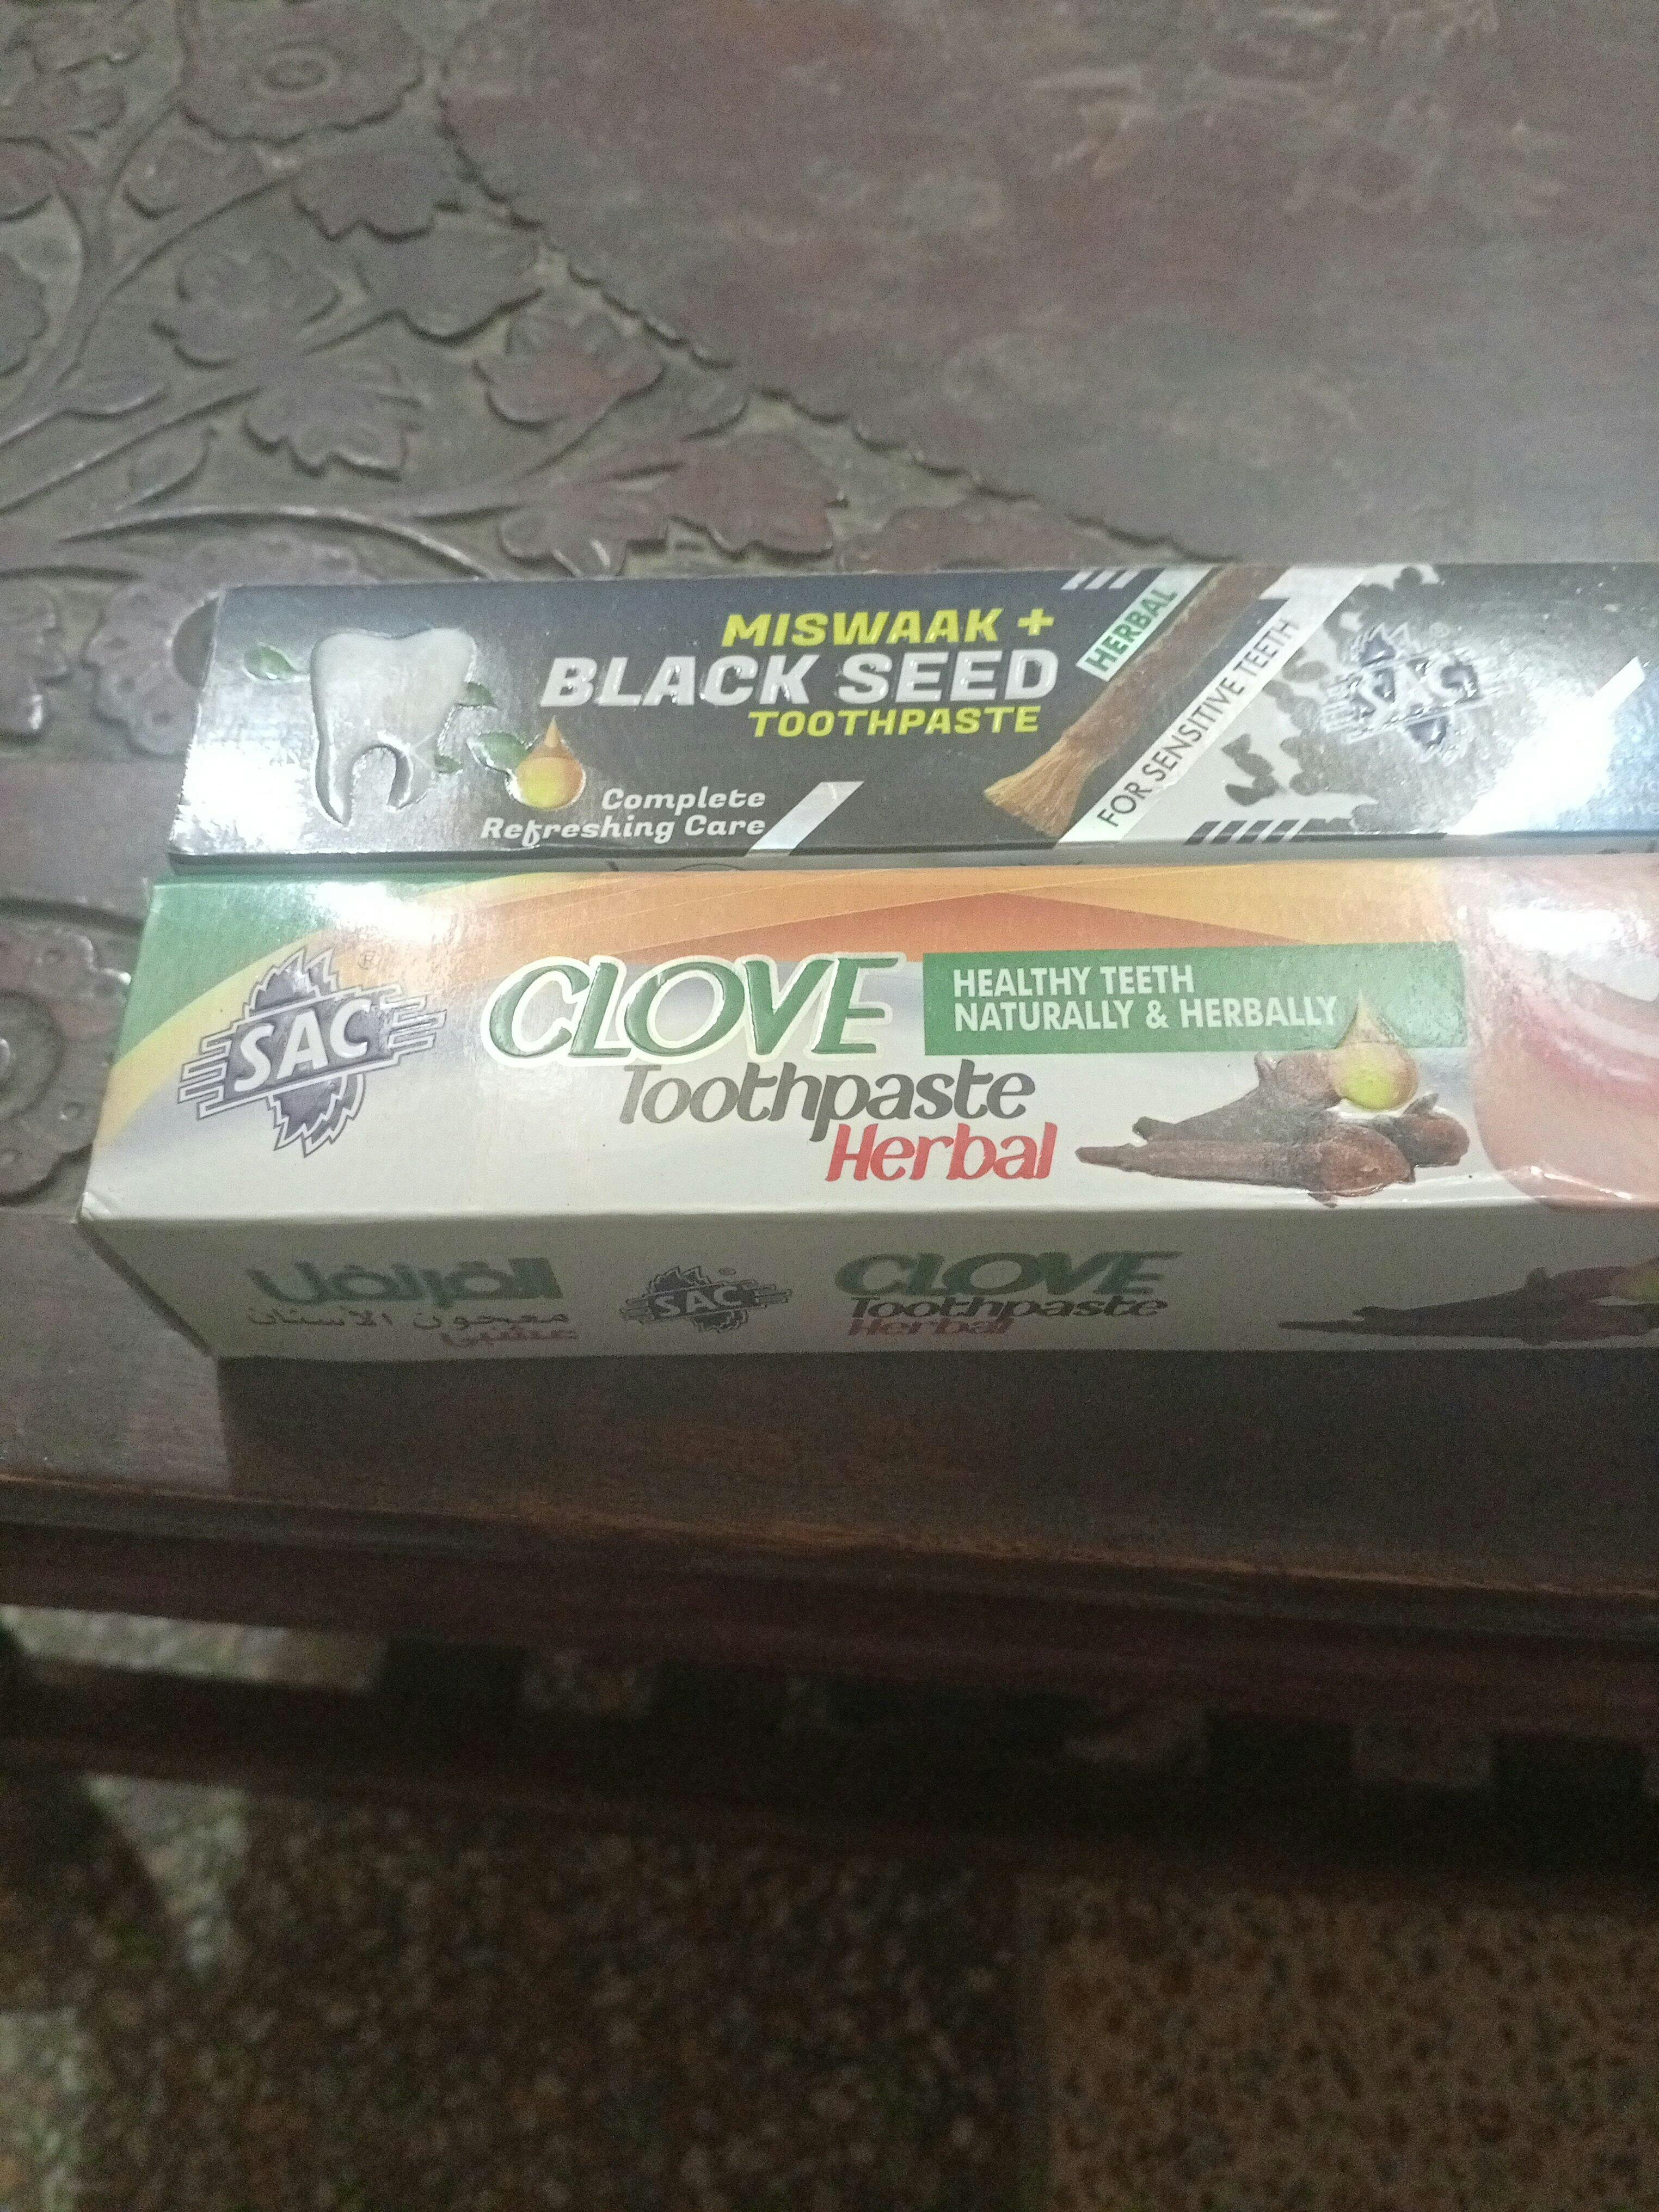 MISWAAK +
BLACK SEED
TOOTHPASTE
Complete
Refreshing Care
HERBAL
FOR SENSITIVE TEETH
SAC
SAC
®
CLOVE
Toothpaste
Herbal
HEALTHY TEETH
NATURALLY & HERBALLY
القرنفل
معجون الأسنان
عشبي
SAC
®
CLOVE
Toothpaste
Herbal